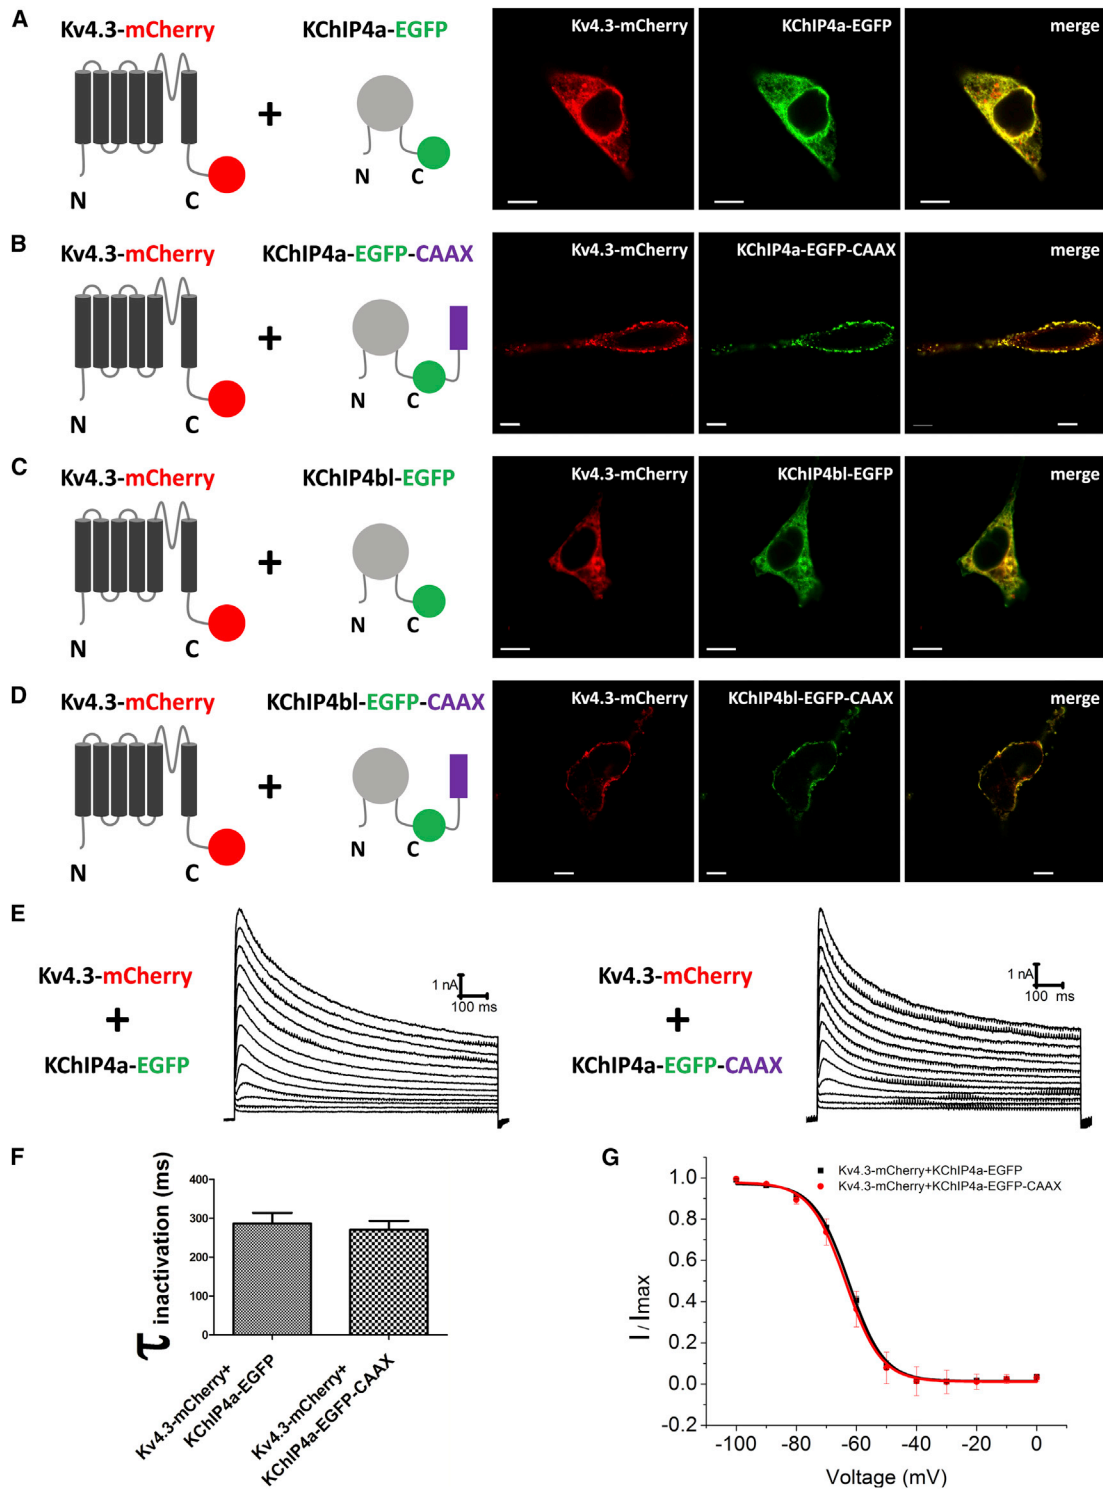 A
Kv4.3-mCherry
KChIP4a-EGFP
+
N
C
N
C
Kv4.3-mCherry
KChIP4a-EGFP
merge
B
Kv4.3-mCherry
KChIP4a-EGFP-CAAX
+
N
C
N
C
Kv4.3-mCherry
KChIP4a-EGFP-CAAX
merge
C
Kv4.3-mCherry
KChIP4bl-EGFP
+
N
C
N
C
Kv4.3-mCherry
KChIP4bl-EGFP
merge
D
Kv4.3-mCherry
KChIP4bl-EGFP-CAAX
+
N
C
N
C
Kv4.3-mCherry
KChIP4bl-EGFP-CAAX
merge
E
Kv4.3-mCherry
+
KChIP4a-EGFP
1 nA
100 ms
Kv4.3-mCherry
+
KChIP4a-EGFP-CAAX
1 nA
100 ms
F
τ inactivation (ms)
400
300
200
100
0
Kv4.3-mCherry+
KChIP4a-EGFP
Kv4.3-mCherry+
KChIP4a-EGFP-CAAX
G
Kv4.3-mCherry+KChIP4a-EGFP
Kv4.3-mCherry+KChIP4a-EGFP-CAAX
I / Imax
1.0
0.8
0.6
0.4
0.2
0.0
-0.2
-100
-80
-60
-40
-20
0
Voltage (mV)